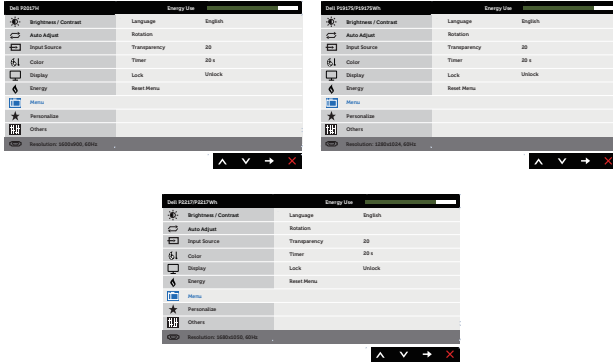 Dell P2017H Energy Use
Brightness / Contrast Language English
Auto Adjust Rotation
Input Source Transparency 20
Color Timer 20 s
Display Lock Unlock
Energy Reset Menu
Menu
Personalize
Others
Resolution: 1600x900, 60Hz
Dell P1917S/P1917SWh Energy Use
Brightness / Contrast Language English
Auto Adjust Rotation
Input Source Transparency 20
Color Timer 20 s
Display Lock Unlock
Energy Reset Menu
Menu
Personalize
Others
Resolution: 1280x1024, 60Hz
Dell P2217/P2217Wh Energy Use
Brightness / Contrast Language English
Auto Adjust Rotation
Input Source Transparency 20
Color Timer 20 s
Display Lock Unlock
Energy Reset Menu
Menu
Personalize
Others
Resolution: 1680x1050, 60Hz